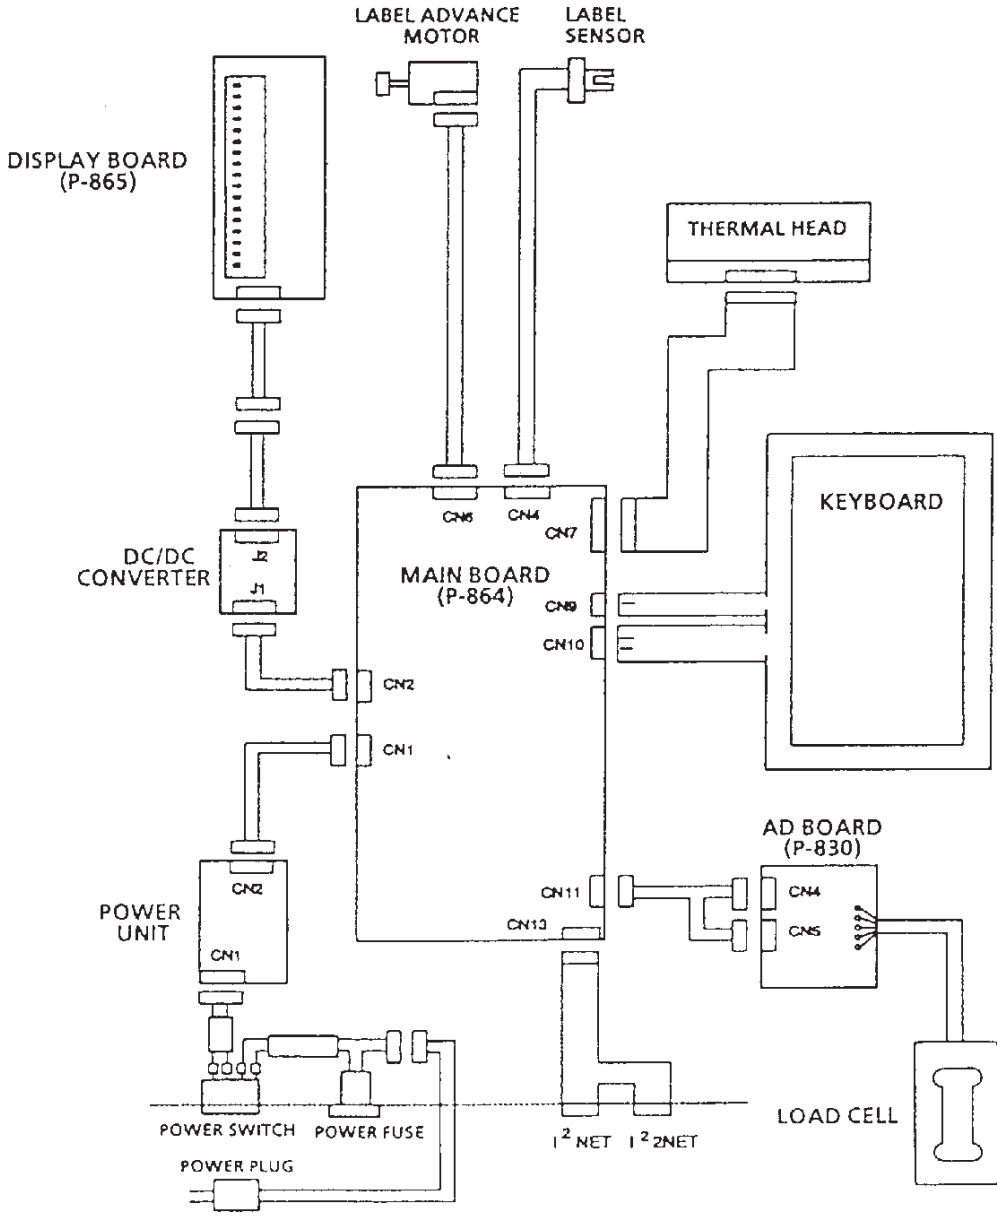 LABEL ADVANCE
MOTOR
LABEL
SENSOR
DISPLAY BOARD
(P-865)
THERMAL HEAD
KEYBOARD
CN6
CN4
CN7
DC/DC
CONVERTER
J2
J1
MAIN BOARD
(P-864)
CN9
CN10
CN2
CN1
AD BOARD
(P-830)
CN2
CN11
CN4
POWER
UNIT
CN13
CN5
CN1
POWER SWITCH
POWER FUSE
I² NET
I² 2NET
LOAD CELL
POWER PLUG